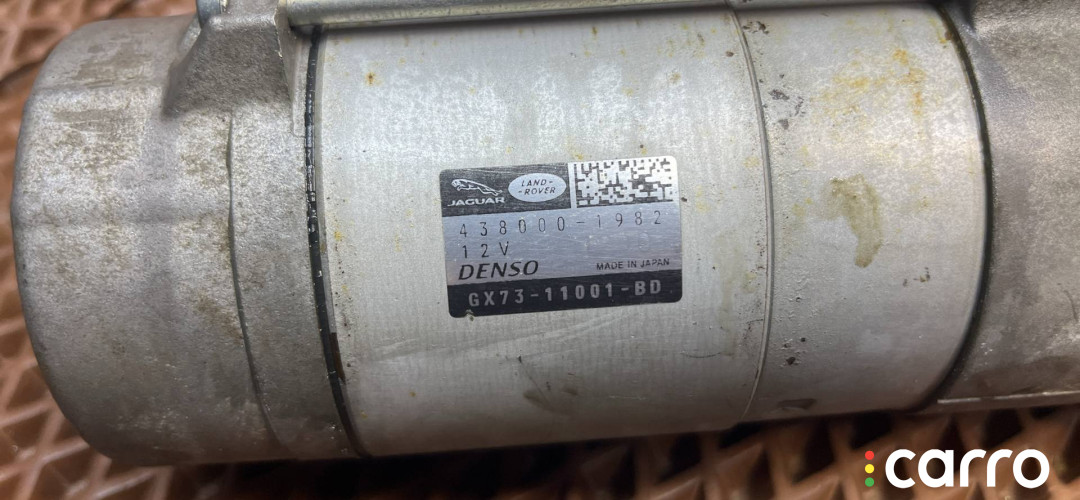 JAGUAR
LAND-
-ROVER
438000-1982
12V
DENSO MADE IN JAPAN
GX73-11001-BD
carro